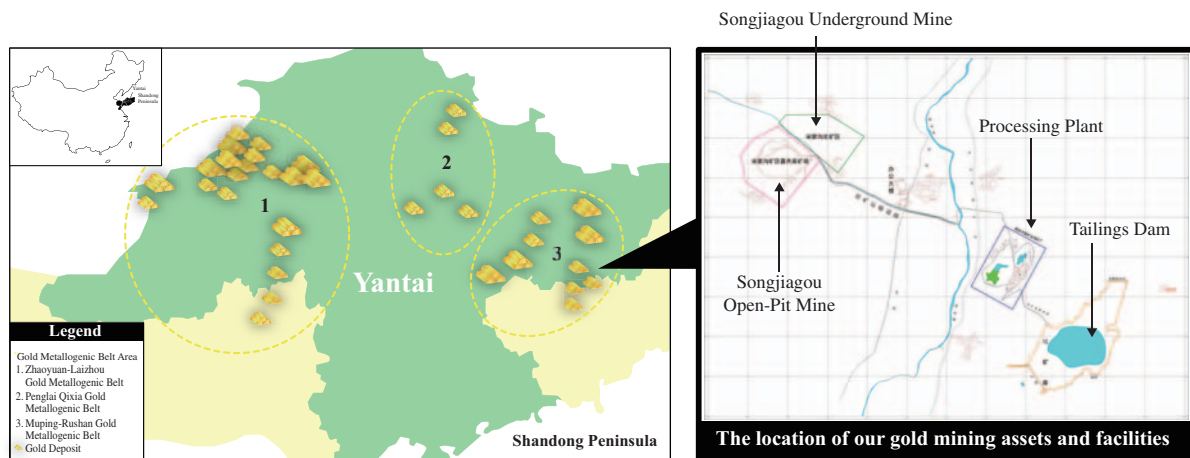 Songjiagou Underground Mine
Yantai
Shandong
Peninsula
Processing Plant
2
Tailings Dam
1
3
Yantai
Songjiagou
Open-Pit Mine
Legend
Gold Metallogenic Belt Area
1. Zhaoyuan-Laizhou
Gold Metallogenic Belt
2. Penglai Qixia Gold
Metallogenic Belt
3. Muping-Rushan Gold
Metallogenic Belt
Gold Deposit
Shandong Peninsula
The location of our gold mining assets and facilities